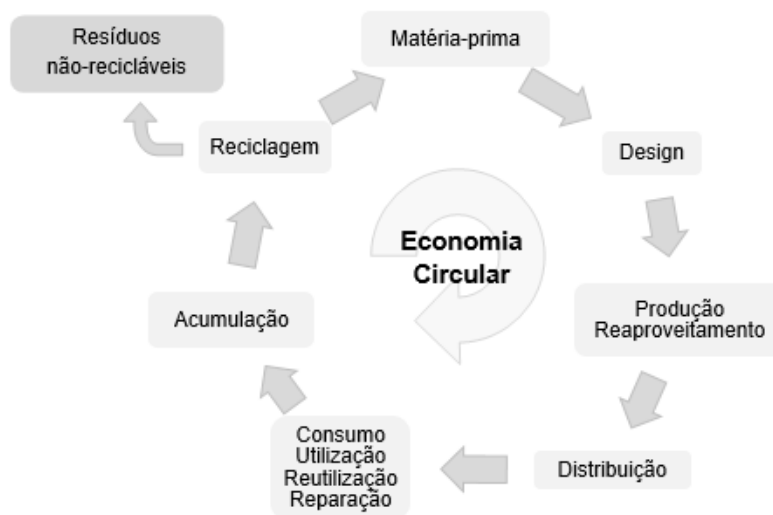 Resíduos
não-recicláveis
Matéria-prima
Reciclagem
Design
Economia
Circular
Acumulação
Produção
Reaproveitamento
Consumo
Utilização
Reutilização
Reparação
Distribuição